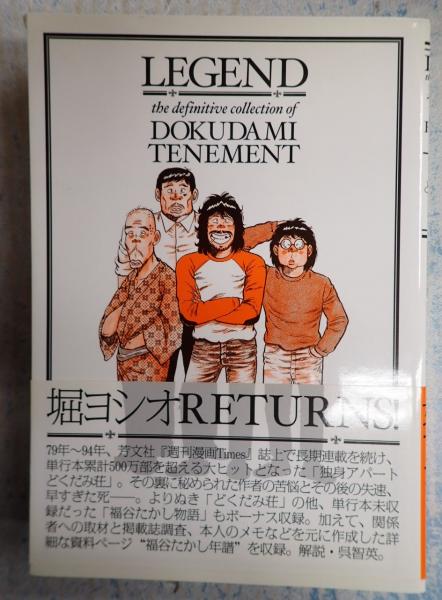 LEGEND
the definitive collection of
DOKUDAMI
TENEMENT
堀ヨシオRETURNS!
79年〜94年、芳文社『週刊漫画Times』誌上で長期連載を続け、
単行本累計500万部を超える大ヒットとなった「独身アパート
どくだみ荘」。その裏に秘められた作者の苦悩とその後の失速、
早すぎた死――。よりぬき「どくだみ荘」の他、単行本未収
録だった「福谷たかし物語」もボーナス収録。加えて、関係
者への取材と掲載誌調査、本人のメモなどを元に作成した詳
細な資料ページ“福谷たかし年譜”を収録。解説・呉智英。